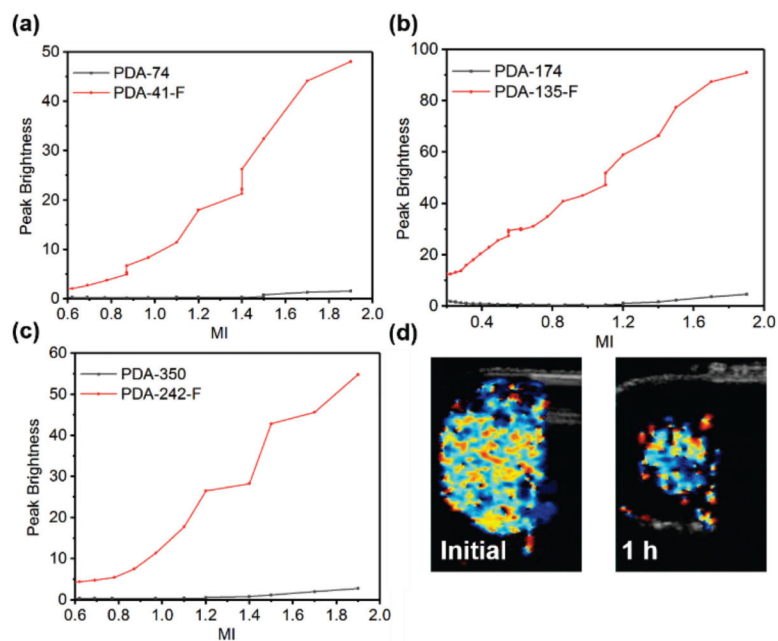 (a)
50
40
30
20
10
0
Peak Brightness
PDA-74
PDA-41-F
0.6 0.8 1.0 1.2 1.4 1.6 1.8 2.0
MI
(b)
100
80
60
40
20
0
Peak Brightness
PDA-174
PDA-135-F
0.4 0.8 1.2 1.6 2.0
MI
(c)
60
50
40
30
20
10
0
Peak Brightness
PDA-350
PDA-242-F
0.6 0.8 1.0 1.2 1.4 1.6 1.8 2.0
MI
(d)
Initial
1 h